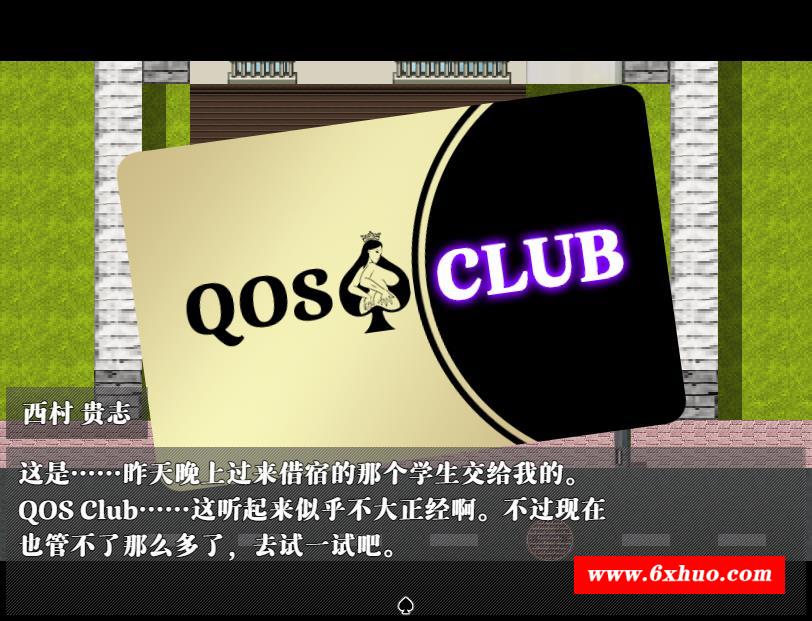 QOS CLUB
西村 贵志
这是……昨天晚上过来借宿的那个学生交给我的。
QOS Club……这听起来似乎不大正经啊。不过现在
也管不了那么多了，去试一试吧。
www.6xhuo.com